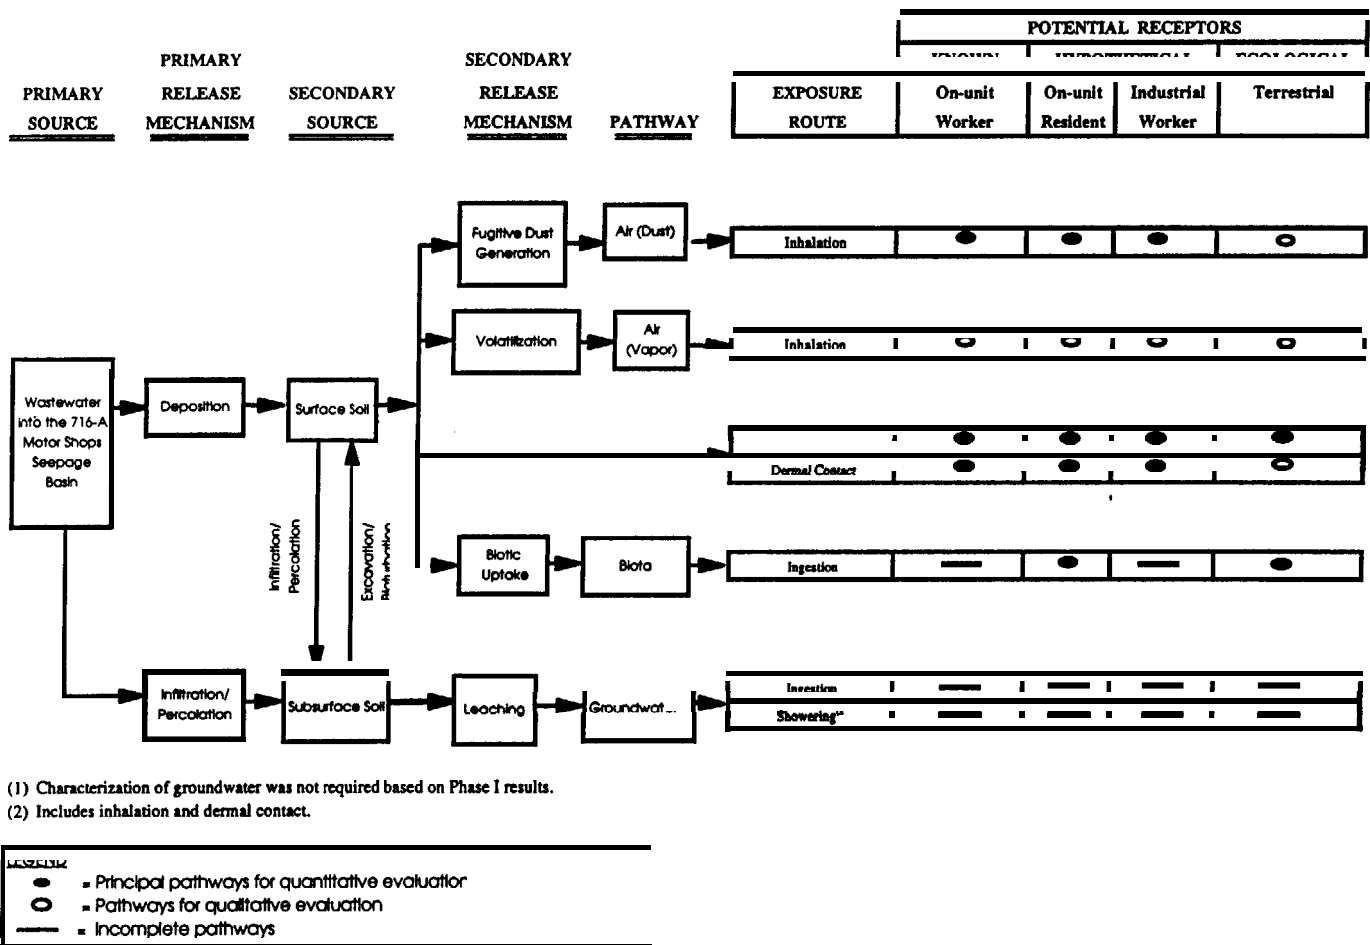 POTENTIAL RECEPTORS
PRIMARY
SOURCE
PRIMARY
RELEASE
MECHANISM
SECONDARY
SOURCE
SECONDARY
RELEASE
MECHANISM
PATHWAY
EXPOSURE
ROUTE
On-unit
Worker
On-unit
Resident
Industrial
Worker
Terrestrial
Fugitive Dust
Generation
Air (Dust)
Inhalation
Volatilization
Air
(Vapor)
Inhalation
Wastewater
into the 716-A
Motor Shops
Seepage
Basin
Deposition
Surface Soil
Dermal Contact
Infiltration/
Percolation
Excavation/
Biotic
Uptake
Biota
Ingestion
Infiltration/
Percolation
Subsurface Soil
Leaching
Ingestion
Showering
(1) Characterization of groundwater was not required based on Phase I results.
(2) Includes inhalation and dermal contact.
LEGEND
= Principal pathways for quantitative evaluation
= Pathways for qualitative evaluation
= Incomplete pathways